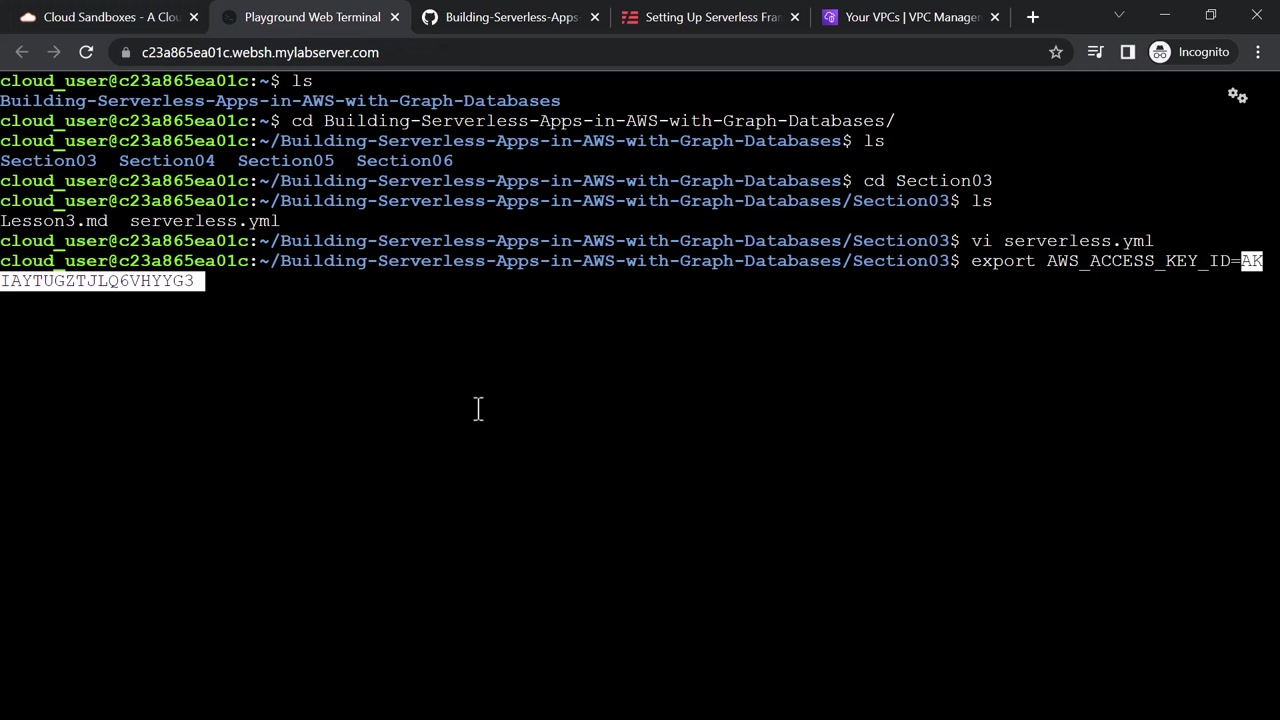 Cloud Sandboxes - A Clou
Playground Web Terminal
Building-Serverless-Apps-
Setting Up Serverless Fran
Your VPCs | VPC Manager
c23a865ea01c.websh.mylabserver.com
Incognito
cloud_user@c23a865ea01c:~$ ls
Building-Serverless-Apps-in-AWS-with-Graph-Databases
cloud_user@c23a865ea01c:~$ cd Building-Serverless-Apps-in-AWS-with-Graph-Databases/
cloud_user@c23a865ea01c:~/Building-Serverless-Apps-in-AWS-with-Graph-Databases$ ls
Section03  Section04  Section05  Section06
cloud_user@c23a865ea01c:~/Building-Serverless-Apps-in-AWS-with-Graph-Databases$ cd Section03
cloud_user@c23a865ea01c:~/Building-Serverless-Apps-in-AWS-with-Graph-Databases/Section03$ ls
Lesson3.md  serverless.yml
cloud_user@c23a865ea01c:~/Building-Serverless-Apps-in-AWS-with-Graph-Databases/Section03$ vi serverless.yml
cloud_user@c23a865ea01c:~/Building-Serverless-Apps-in-AWS-with-Graph-Databases/Section03$ export AWS_ACCESS_KEY_ID=AK
IAYTUGZTJLQ6VHYYG3